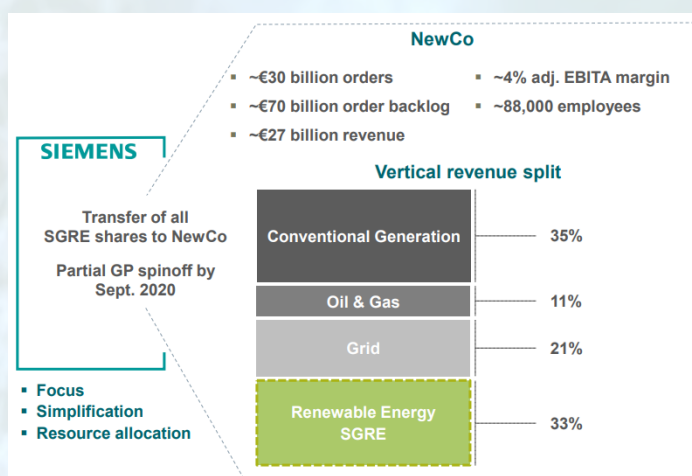 NewCo
▪ ~€30 billion orders
▪ ~€70 billion order backlog
▪ ~€27 billion revenue
▪ ~4% adj. EBITA margin
▪ ~88,000 employees
SIEMENS
Transfer of all
SGRE shares to NewCo
Partial GP spinoff by
Sept. 2020
▪ Focus
▪ Simplification
▪ Resource allocation
Vertical revenue split
Conventional Generation 35%
Oil & Gas 11%
Grid 21%
Renewable Energy
SGRE 33%